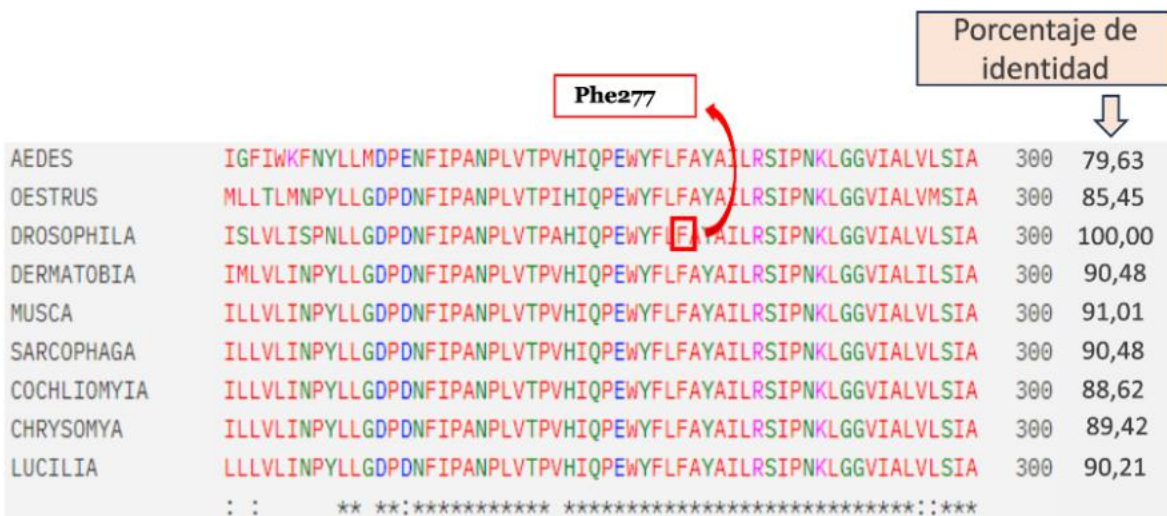 Porcentaje de
identidad
Phe277
AEDES IGFIWKFNYLLMDPENFIPANPLVTPVHIQPEWYFLFAYAILRSIPNKLGGVIALVLSIA 300 79,63
OESTRUS MLLTLMNPYLLGDPDNFIPANPLVTPIHIQPEWYFLFAYAILRSIPNKLGGVIALVMSIA 300 85,45
DROSOPHILA ISLVLISPNLLGDPDNFIPANPLVTPAHIQPEWYFLFAYAILRSIPNKLGGVIALVLSIA 300 100,00
DERMATOBIA IMLVLINPYLLGDPDNFIPANPLVTPVHIQPEWYFLFAYAILRSIPNKLGGVIALILSIA 300 90,48
MUSCA ILLVLINPYLLGDPDNFIPANPLVTPVHIQPEWYFLFAYAILRSIPNKLGGVIALVLSIA 300 91,01
SARCOPHAGA ILLVLINPYLLGDPDNFIPANPLVTPVHIQPEWYFLFAYAILRSIPNKLGGVIALVLSIA 300 90,48
COCHLIOMYIA ILLVLINPYLLGDPDNFIPANPLVTPVHIQPEWYFLFAYAILRSIPNKLGGVIALVLSIA 300 88,62
CHRYSOMYA ILLVLINPYLLGDPDNFIPANPLVTPVHIQPEWYFLFAYAILRSIPNKLGGVIALVLSIA 300 89,42
LUCILIA LLLVLINPYLLGDPDNFIPANPLVTPVHIQPEWYFLFAYAILRSIPNKLGGVIALVLSIA 300 90,21
: : ** **:*********** ****************************::***